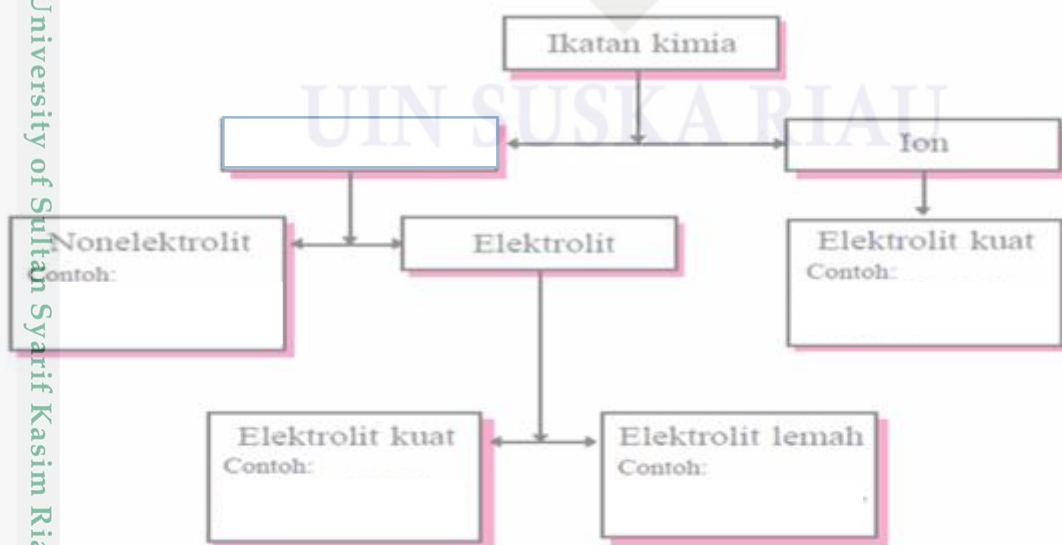 Ikatan kimia
UIN SUSKA RIAU
Ion
Nonelektrolit
Contoh:
Elektrolit
Elektrolit kuat
Contoh:
Elektrolit kuat
Contoh:
Elektrolit lemah
Contoh:
University of Sultan Syarif Kasim Ria